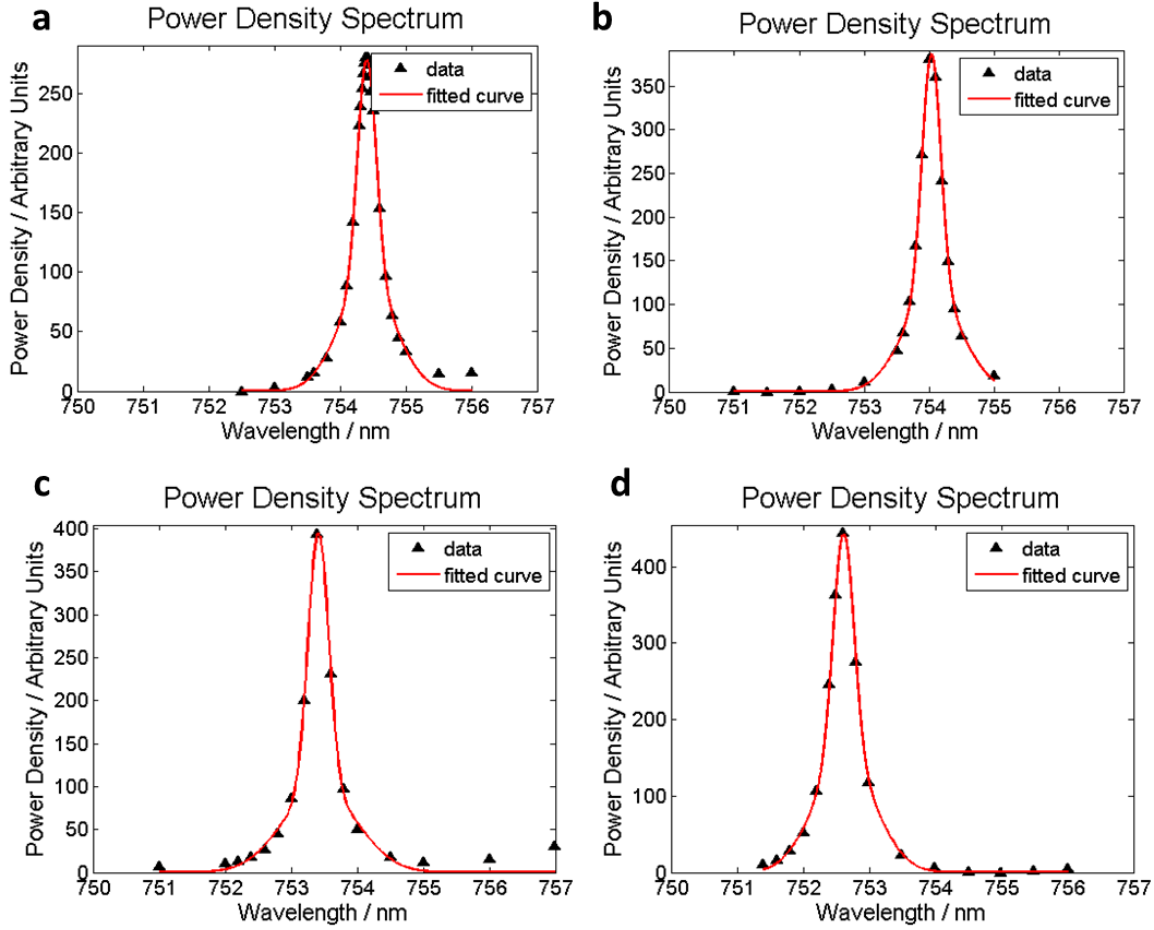 a
Power Density Spectrum
data
fitted curve
250
200
150
100
50
0
750 751 752 753 754 755 756 757
Power Density / Arbitrary Units
Wavelength / nm
b
Power Density Spectrum
data
fitted curve
350
300
250
200
150
100
50
0
750 751 752 753 754 755 756 757
Power Density / Arbitrary Units
Wavelength / nm
c
Power Density Spectrum
data
fitted curve
400
350
300
250
200
150
100
50
0
750 751 752 753 754 755 756 757
Power Density / Arbitrary Units
Wavelength / nm
d
Power Density Spectrum
data
fitted curve
400
300
200
100
0
750 751 752 753 754 755 756 757
Power Density / Arbitrary Units
Wavelength / nm